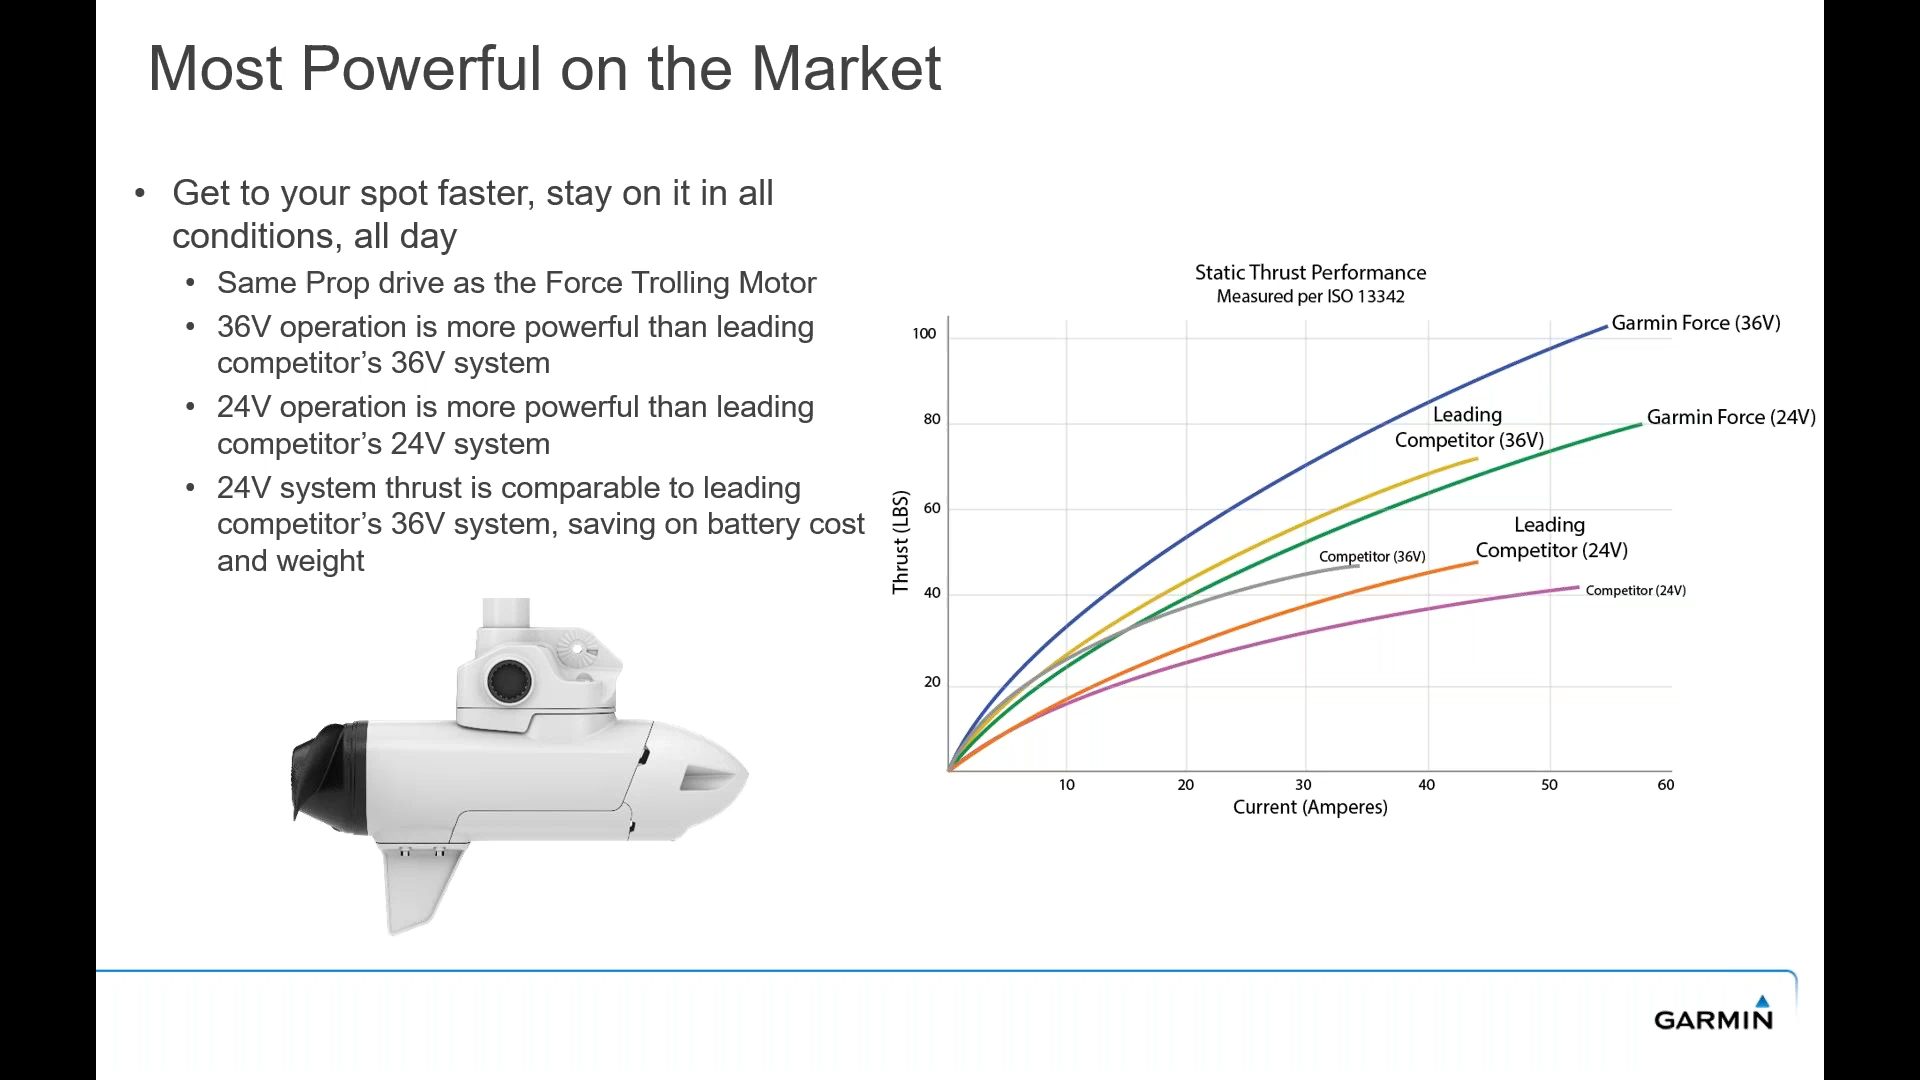 Most Powerful on the Market
• Get to your spot faster, stay on it in all
conditions, all day
• Same Prop drive as the Force Trolling Motor
• 36V operation is more powerful than leading
competitor’s 36V system
• 24V operation is more powerful than leading
competitor’s 24V system
• 24V system thrust is comparable to leading
competitor’s 36V system, saving on battery cost
and weight
Static Thrust Performance
Measured per ISO 13342
Thrust (LBS)
100
80
60
40
20
Garmin Force (36V)
Leading
Competitor (36V)
Garmin Force (24V)
Leading
Competitor (24V)
Competitor (36V)
Competitor (24V)
10 20 30 40 50 60
Current (Amperes)
GARMIN